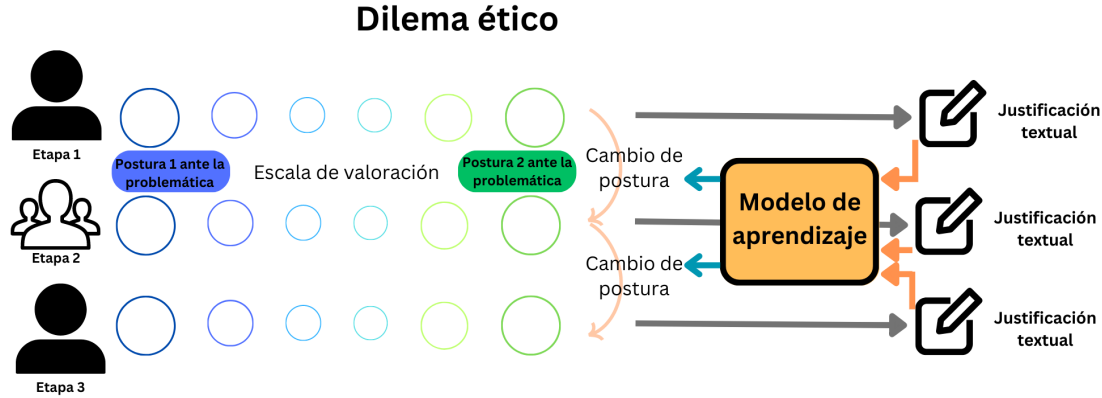 Dilema ético
Etapa 1
Postura 1 ante la
problemática
Escala de valoración
Postura 2 ante la
problemática
Cambio de
postura
Justificación
textual
Etapa 2
Modelo de
aprendizaje
Justificación
textual
Cambio de
postura
Etapa 3
Justificación
textual